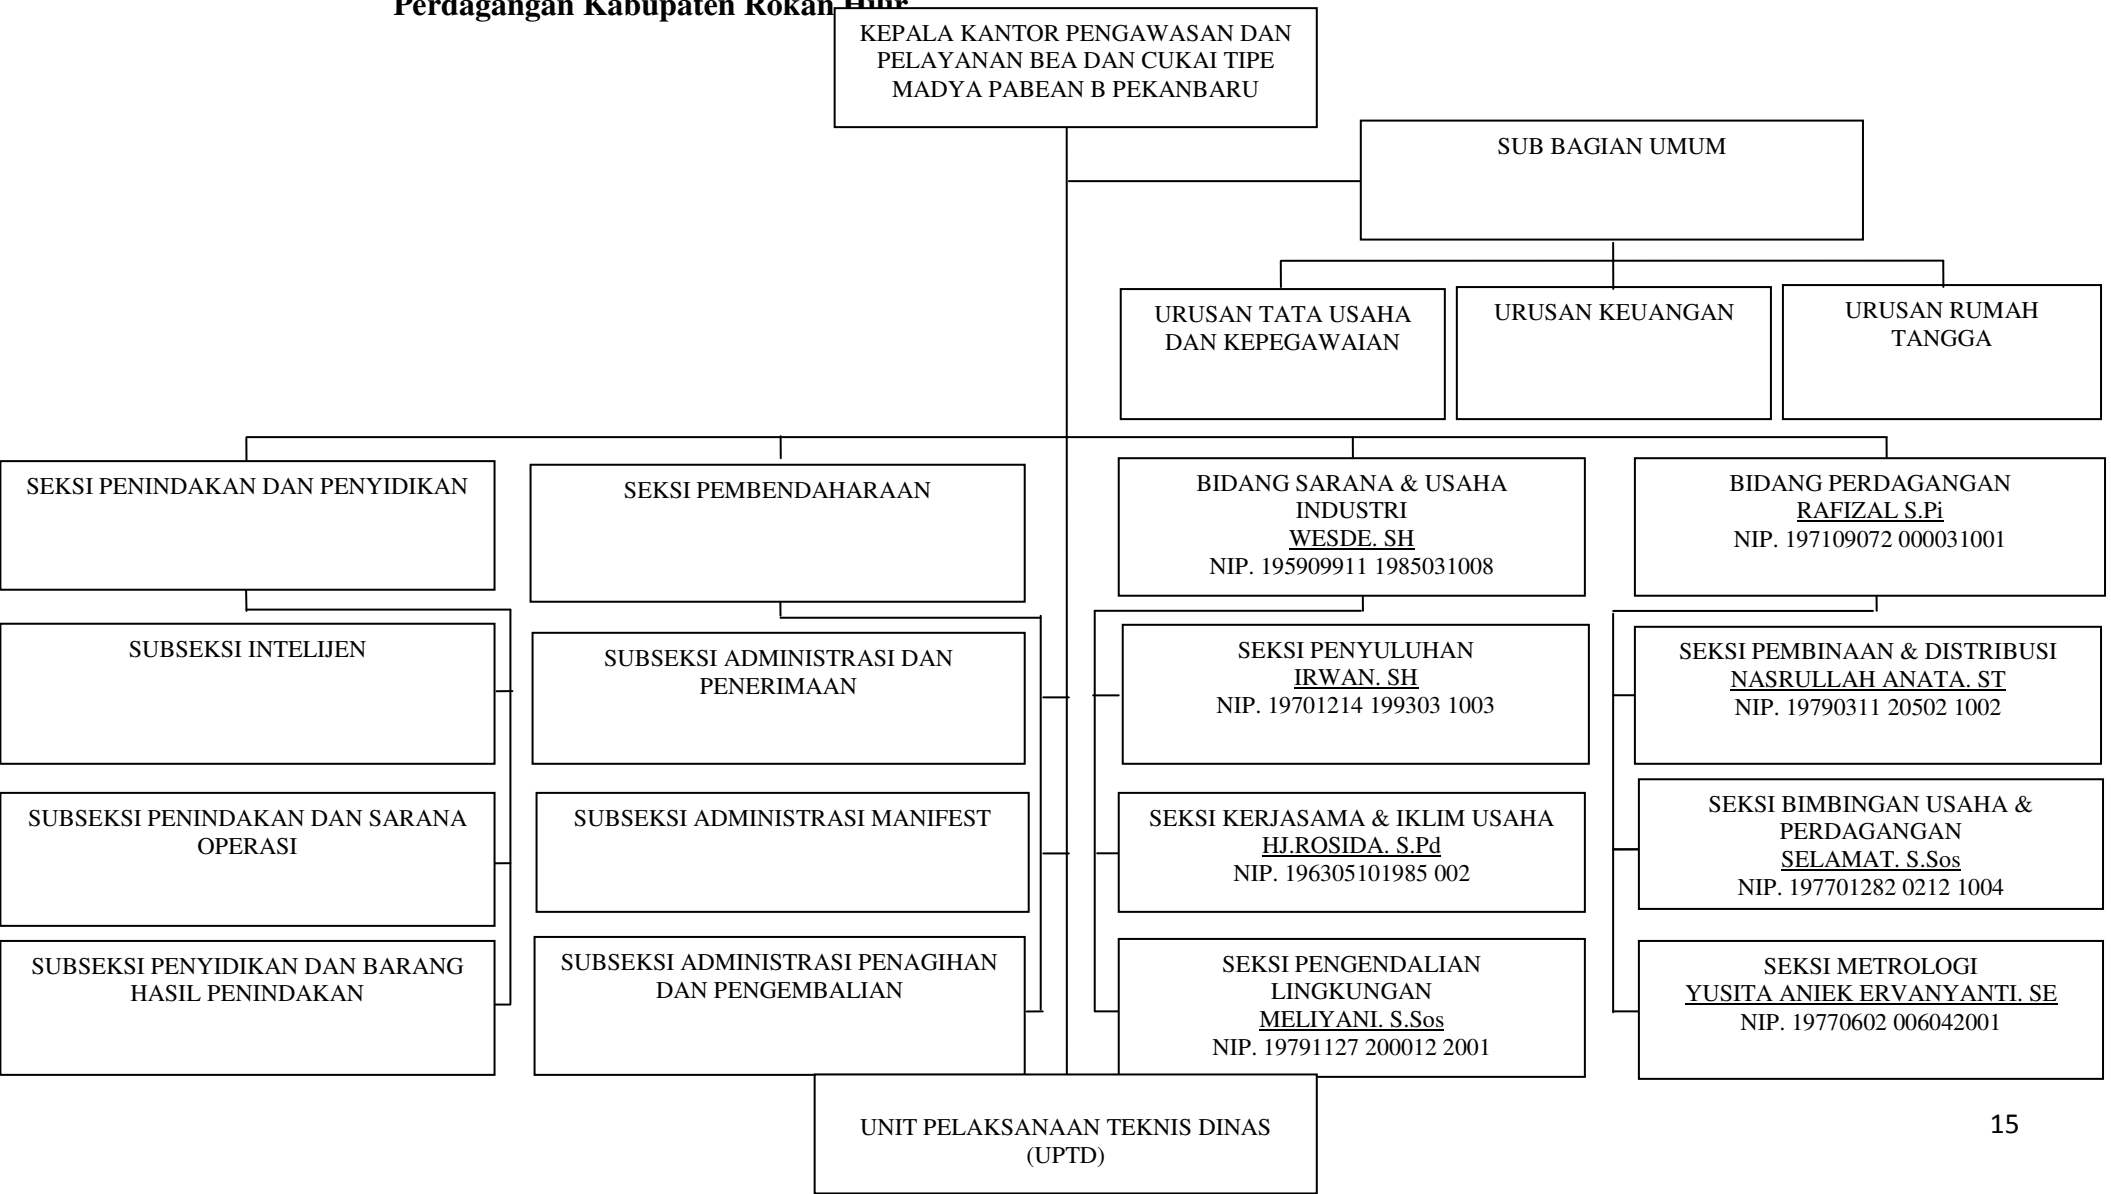 Perdagangan Kabupaten Rokan Hilir
KEPALA KANTOR PENGAWASAN DAN
PELAYANAN BEA DAN CUKAI TIPE
MADYA PABEAN B PEKANBARU
SUB BAGIAN UMUM
URUSAN TATA USAHA
DAN KEPEGAWAIAN
URUSAN KEUANGAN
URUSAN RUMAH
TANGGA
SEKSI PENINDAKAN DAN PENYIDIKAN
SEKSI PEMBENDAHARAAN
BIDANG SARANA & USAHA
INDUSTRI
WESDE. SH
NIP. 195909911 1985031008
BIDANG PERDAGANGAN
RAFIZAL S.Pi
NIP. 197109072 000031001
SUBSEKSI INTELIJEN
SUBSEKSI ADMINISTRASI DAN
PENERIMAAN
SEKSI PENYULUHAN
IRWAN. SH
NIP. 19701214 199303 1003
SEKSI PEMBINAAN & DISTRIBUSI
NASRULLAH ANATA. ST
NIP. 19790311 20502 1002
SUBSEKSI PENINDAKAN DAN SARANA
OPERASI
SUBSEKSI ADMINISTRASI MANIFEST
SEKSI KERJASAMA & IKLIM USAHA
HJ.ROSIDA. S.Pd
NIP. 196305101985 002
SEKSI BIMBINGAN USAHA &
PERDAGANGAN
SELAMAT. S.Sos
NIP. 197701282 0212 1004
SUBSEKSI PENYIDIKAN DAN BARANG
HASIL PENINDAKAN
SUBSEKSI ADMINISTRASI PENAGIHAN
DAN PENGEMBALIAN
SEKSI PENGENDALIAN
LINGKUNGAN
MELIYANI. S.Sos
NIP. 19791127 200012 2001
SEKSI METROLOGI
YUSITA ANIEK ERVANYANTI. SE
NIP. 19770602 006042001
UNIT PELAKSANAAN TEKNIS DINAS
(UPTD)
15